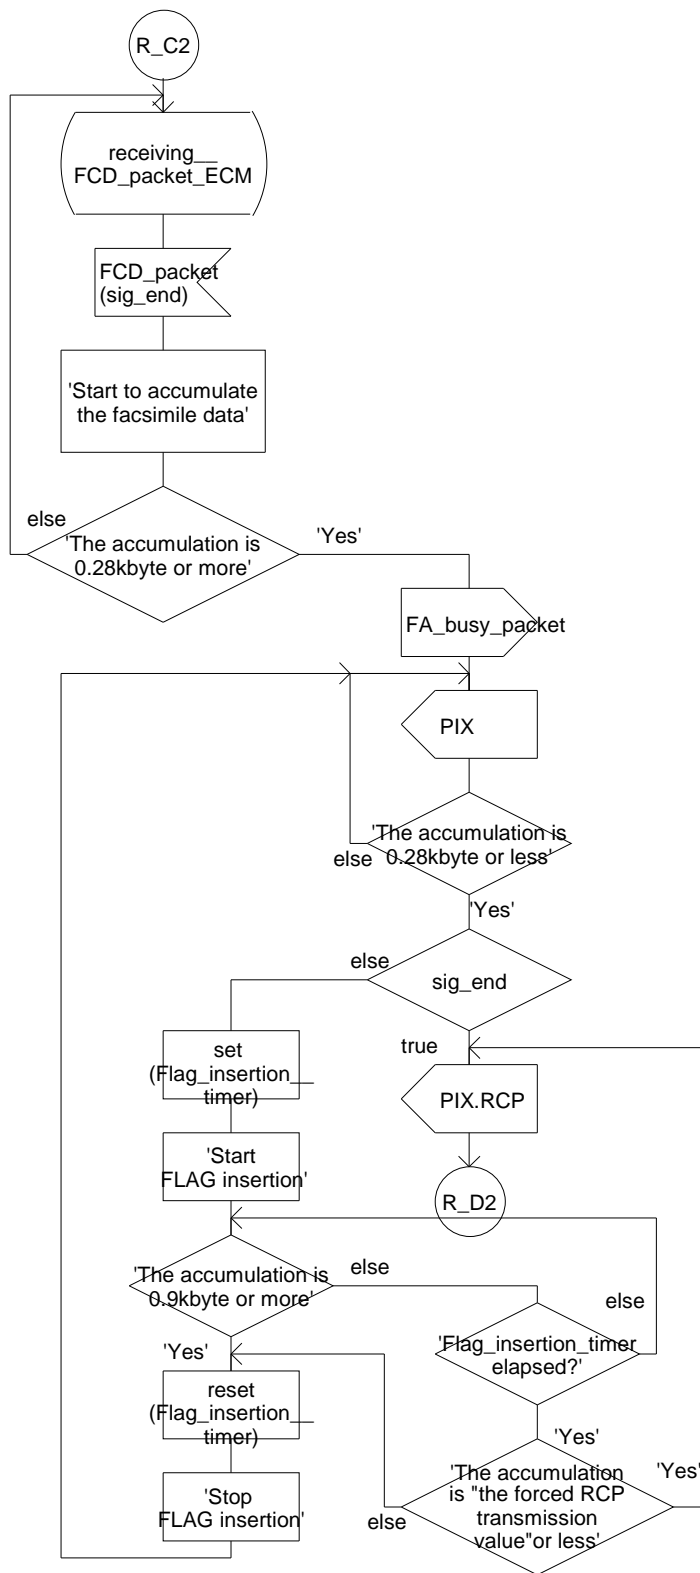 R_C2
receiving__
FCD_packet_ECM
FCD_packet
(sig_end)
'Start to accumulate
the facsimile data'
else
'The accumulation is
0.28kbyte or more'
'Yes'
FA_busy_packet
PIX
'The accumulation is
0.28kbyte or less'
else
'Yes'
else
sig_end
set
(Flag_insertion__
timer)
true
PIX.RCP
'Start
FLAG insertion'
R_D2
'The accumulation is
0.9kbyte or more'
else
else
'Flag_insertion_timer
elapsed?'
'Yes'
reset
(Flag_insertion__
timer)
'Yes'
'The accumulation
is "the forced RCP
transmission
value"or less'
'Yes'
else
'Stop
FLAG insertion'